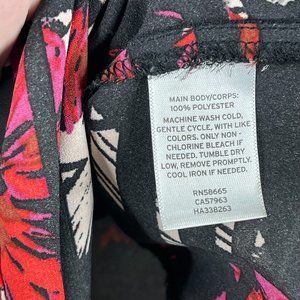 MAIN BODY/CORPS:
100% POLYESTER
MACHINE WASH COLD,
GENTLE CYCLE, WITH LIKE
COLORS. ONLY NON -
CHLORINE BLEACH IF
NEEDED. TUMBLE DRY
LOW, REMOVE PROMPTLY.
COOL IRON IF NEEDED.
RN58665
CA57963
HA338263